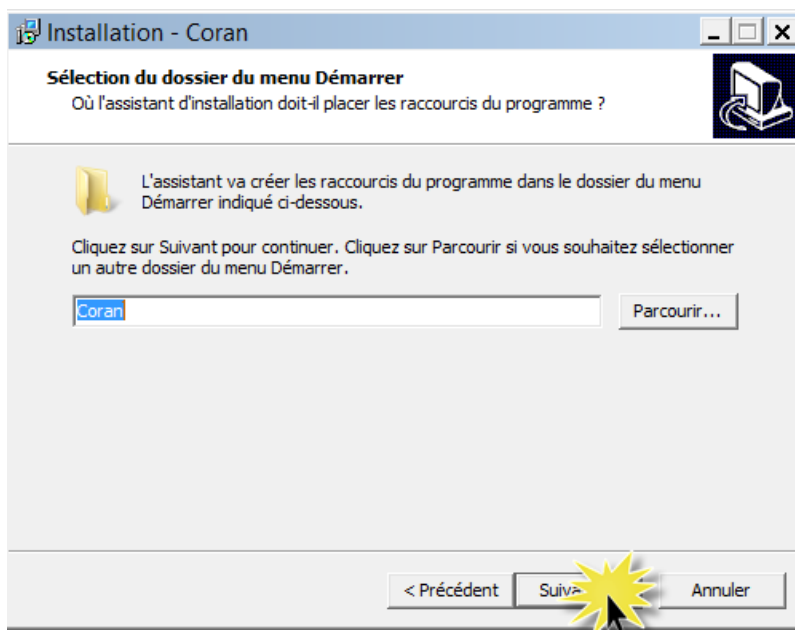 Installation - Coran
Sélection du dossier du menu Démarrer
Où l'assistant d'installation doit-il placer les raccourcis du programme ?
L'assistant va créer les raccourcis du programme dans le dossier du menu
Démarrer indiqué ci-dessous.
Cliquez sur Suivant pour continuer. Cliquez sur Parcourir si vous souhaitez sélectionner
un autre dossier du menu Démarrer.
Coran
Parcourir...
< Précédent
Annuler